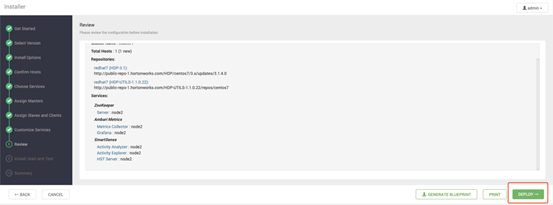 Installer
admin
Get Started
Select Version
Install Options
Confirm Hosts
Choose Services
Assign Masters
Assign Slaves and Clients
Customize Services
Review
Install, Start and Test
Summary
Review
Please review the configuration before installation
Total Hosts : 1 (1 new)
Repositories:
redhat7 (HDP-3.1):
http://public-repo-1.hortonworks.com/HDP/centos7/3.x/updates/3.1.4.0
redhat7 (HDP-UTILS-1.1.0.22):
http://public-repo-1.hortonworks.com/HDP-UTILS-1.1.0.22/repos/centos7
Services:
ZooKeeper
Server : node2
Ambari Metrics
Metrics Collector : node2
Grafana : node2
SmartSense
Activity Analyzer : node2
Activity Explorer : node2
HST Server : node2
← BACK
CANCEL
GENERATE BLUEPRINT
PRINT
DEPLOY →